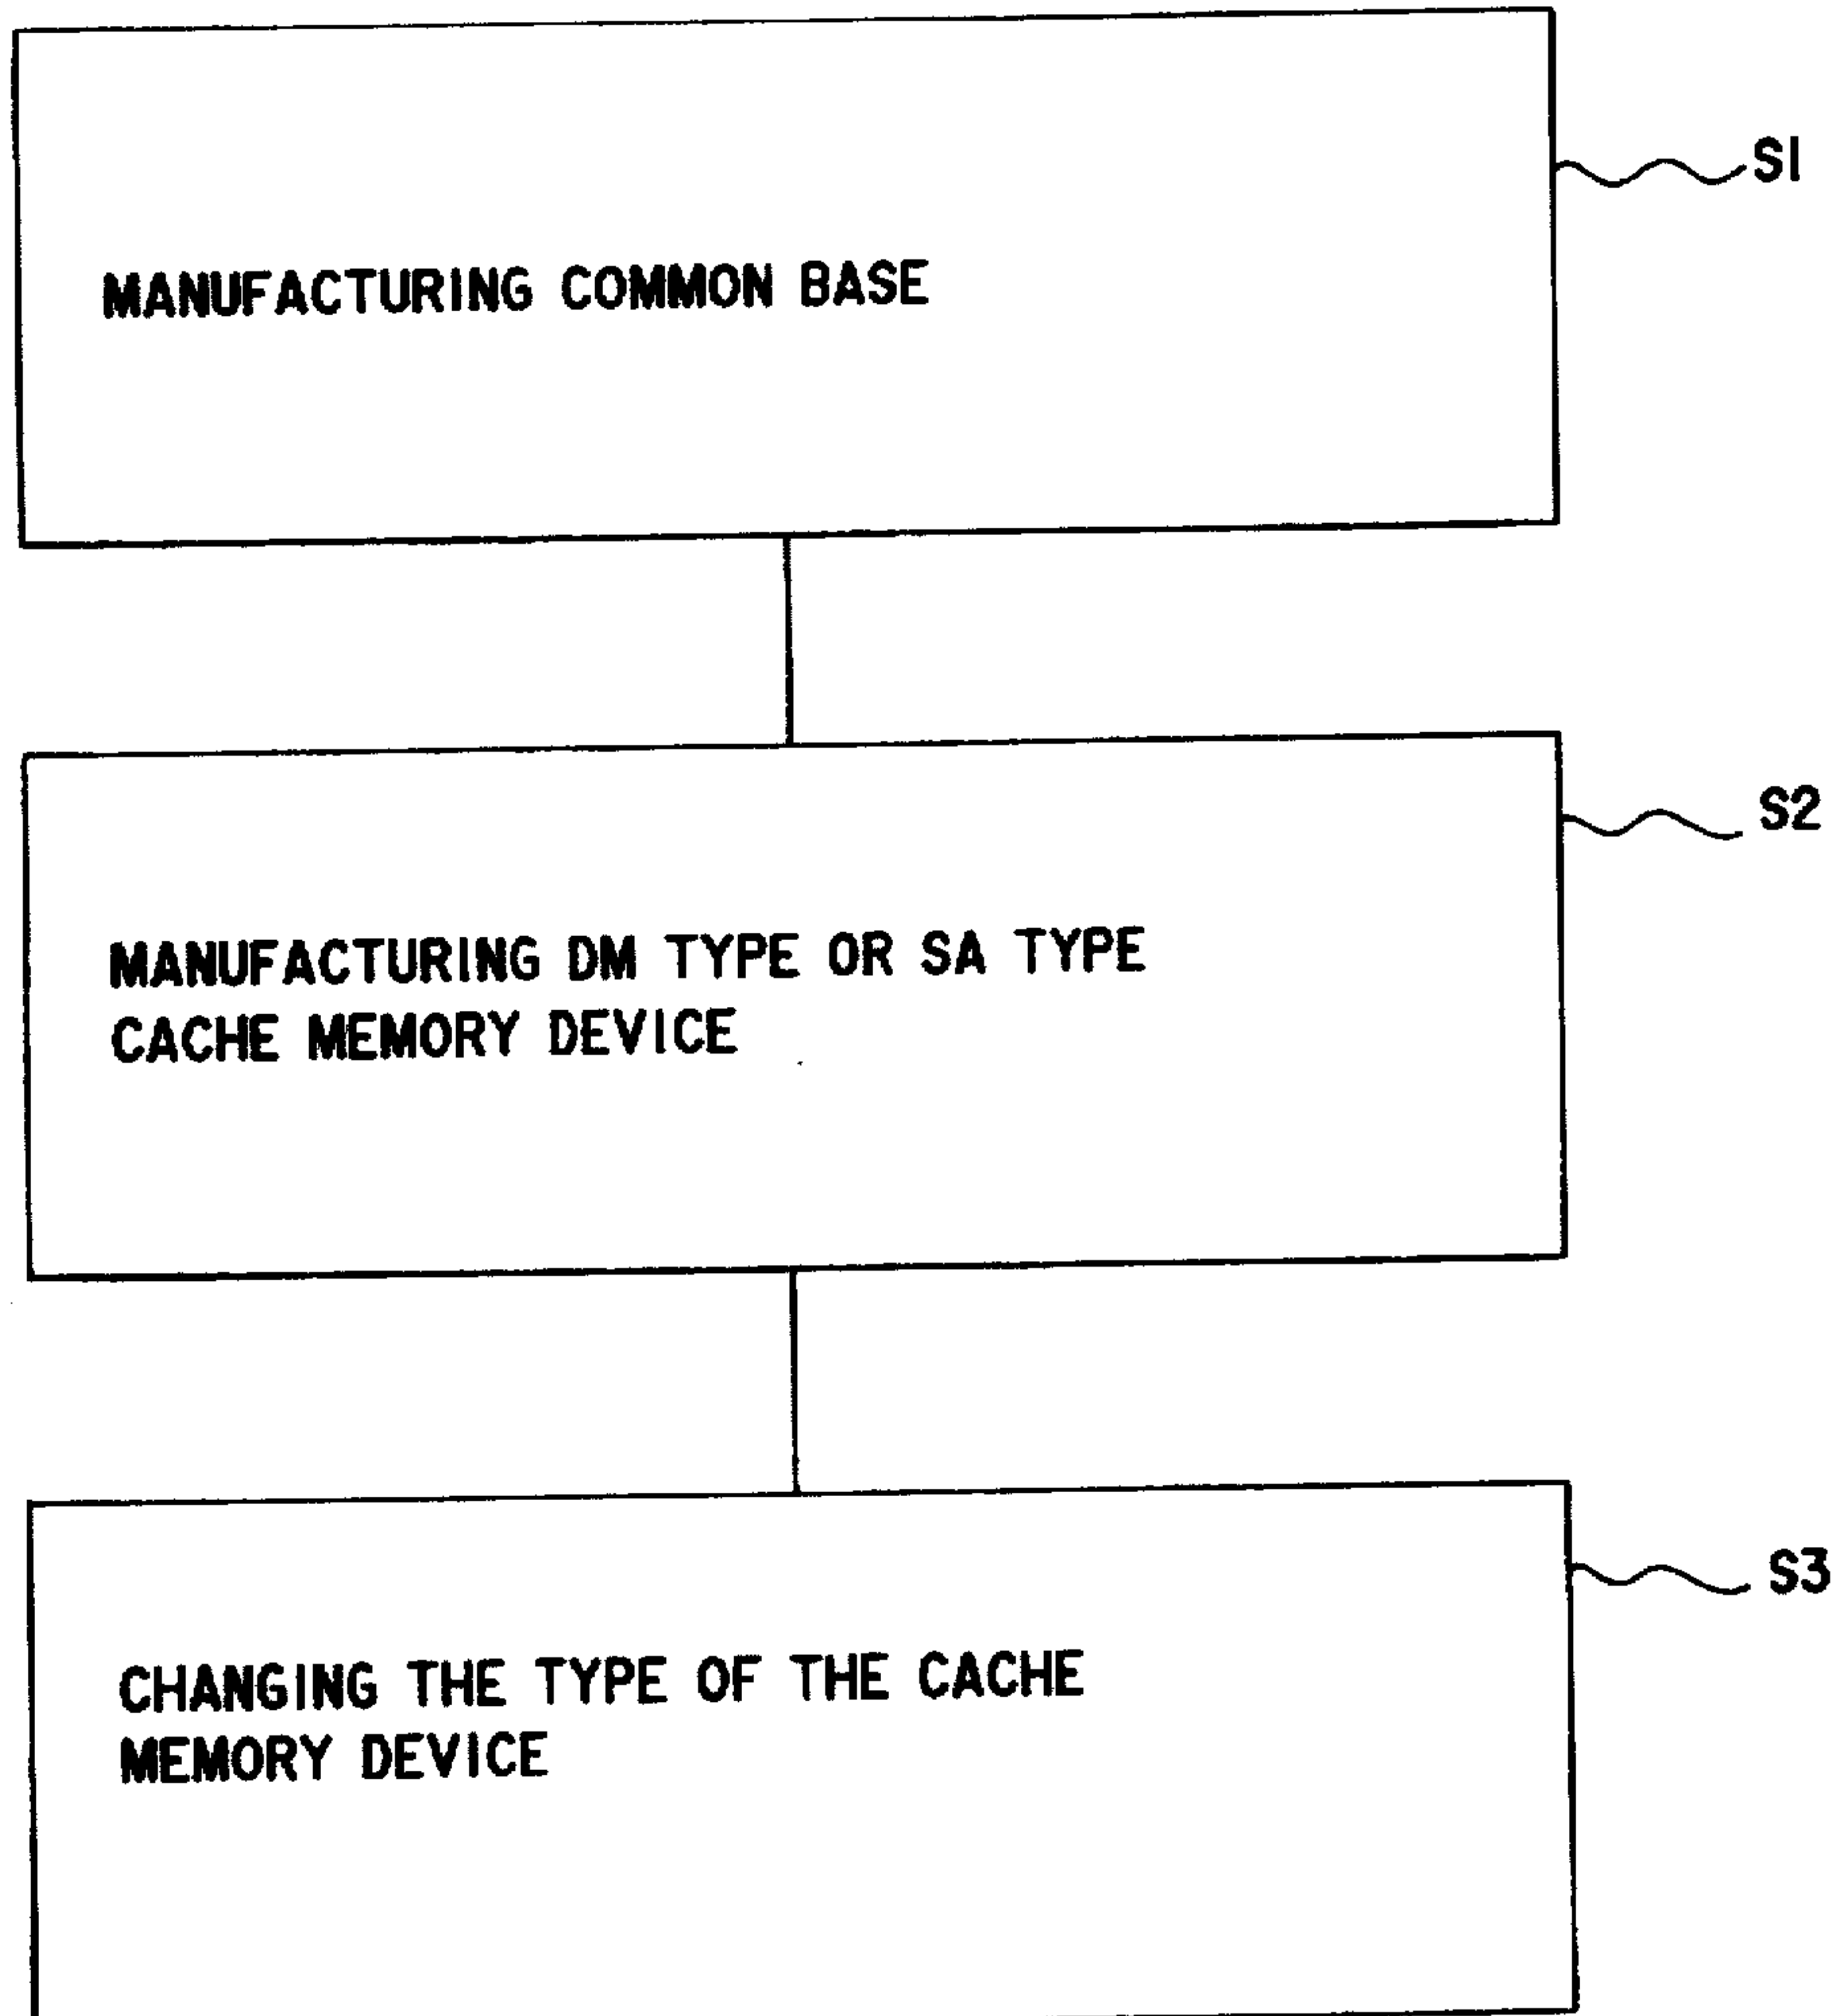 S1
MANUFACTURING COMMON BASE
S2
MANUFACTURING DM TYPE OR SA TYPE
CACHE MEMORY DEVICE
S3
CHANGING THE TYPE OF THE CACHE
MEMORY DEVICE